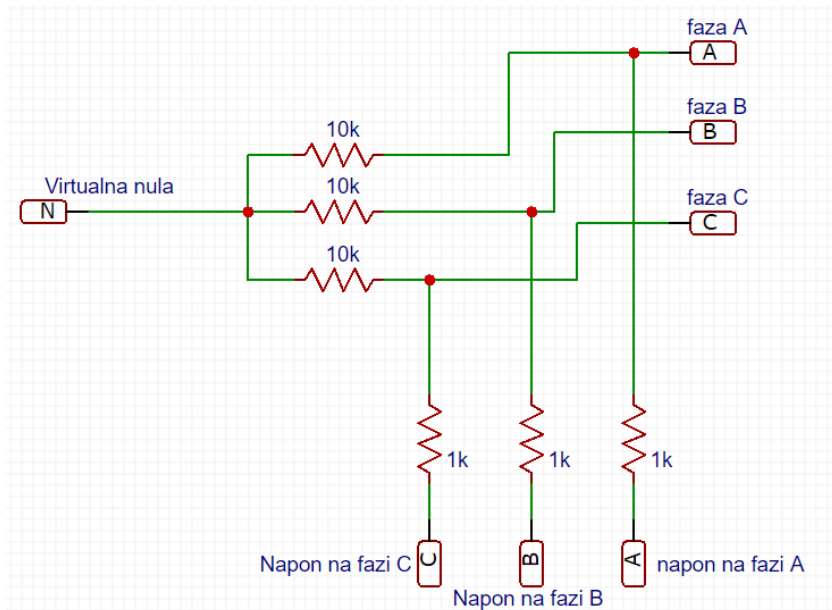 faza A
A
faza B
B
10k
Virtualna nula
N
10k
faza C
C
10k
1k
1k
1k
Napon na fazi C
C
B
A
napon na fazi A
Napon na fazi B